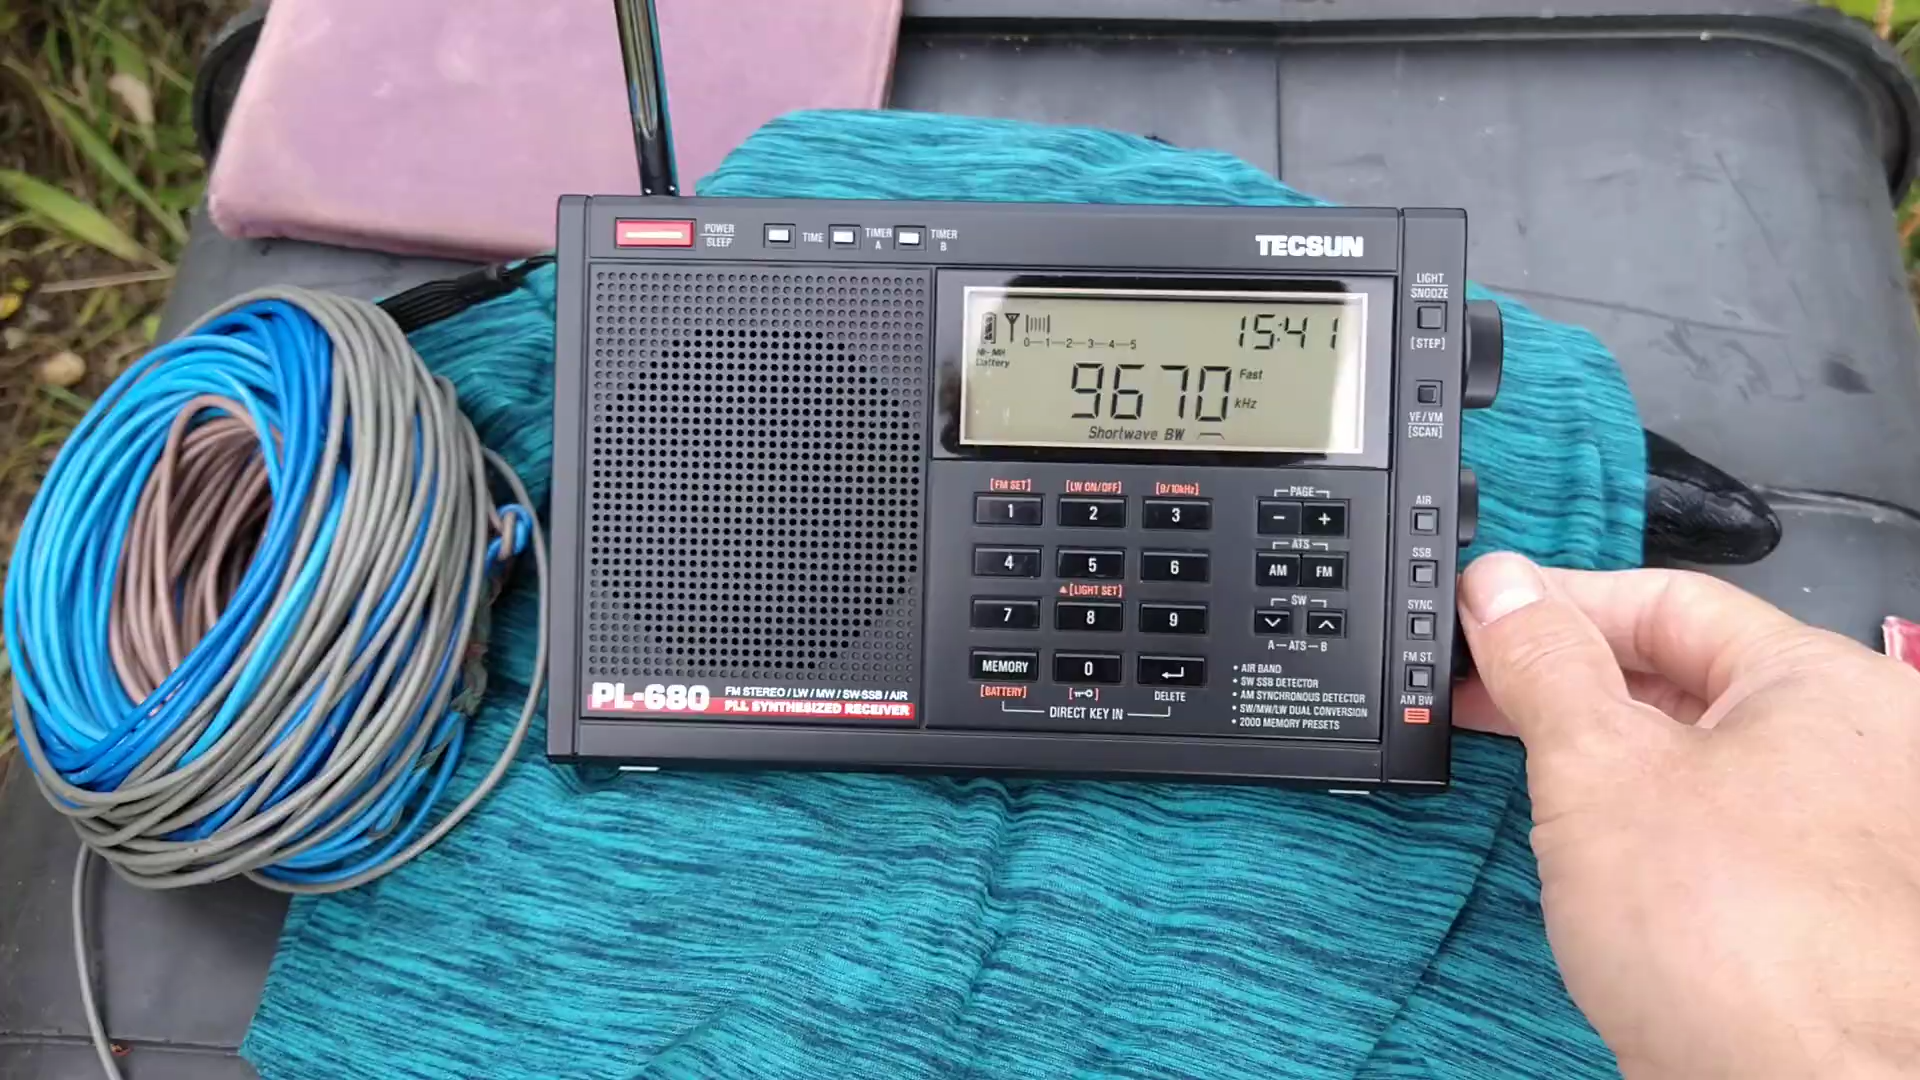 POWER
SLEEP
TIME
TIMER
A
TIMER
B
TECSUN
LIGHT
SNOOZE
[STEP]
15:41
0—1—2—3—4—5
Ni-MH
Battery
9670
Fast
kHz
Shortwave BW
VF/VM
[SCAN]
[FM SET] [LW ON/OFF] [9/10kHz]
1 2 3
PAGE
- +
AIR
4 5 6
ATS
AM FM
SSB
[LIGHT SET]
7 8 9
SW
A—ATS—B
SYNC
MEMORY 0
[BATTERY]
DELETE
DIRECT KEY IN
FM ST.
AM BW
• AIR BAND
• SW SSB DETECTOR
• AM SYNCHRONOUS DETECTOR
• SW/MW/LW DUAL CONVERSION
• 2000 MEMORY PRESETS
PL-680
FM STEREO / LW / MW / SW-SSB / AIR
PLL SYNTHESIZED RECEIVER